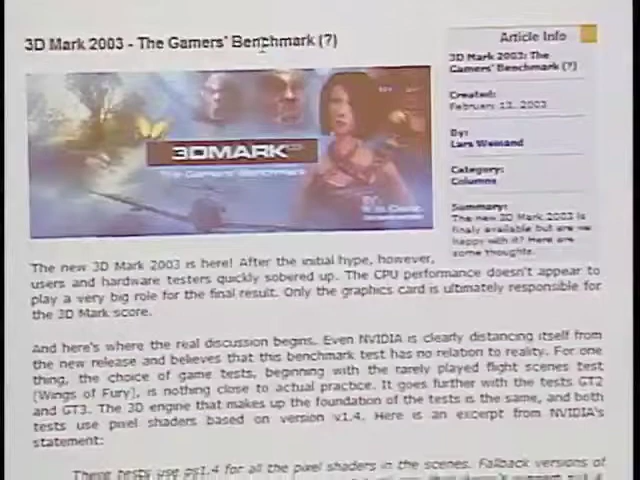 3D Mark 2003 - The Gamers' Benchmark (?)
3DMARK
The Gamers' Benchmark
Article Info
3D Mark 2003: The
Gamers' Benchmark (?)
Created:
February 13, 2003
By:
Lars Weinand
Category:
Columns
Summary:
The new 3D Mark 2003 is
finaly available but are we
happy with it? Here are
some thoughts.
The new 3D Mark 2003 is here! After the initial hype, however,
users and hardware testers quickly sobered up. The CPU performance doesn't appear to
play a very big role for the final result. Only the graphics card is ultimately responsible for
the 3D Mark score.
And here's where the real discussion begins. Even NVIDIA is clearly distancing itself from
the new release and believes that this benchmark test has no relation to reality. For one
thing, the choice of game tests, beginning with the rarely played flight scenes test
(Wings of Fury), is nothing close to actual practice. It goes further with the tests GT2
and GT3. The 3D engine that makes up the foundation of the tests is the same, and both
tests use pixel shaders based on version v1.4. Here is an excerpt from NVIDIA's
statement:
These tests use ps1.4 for all the pixel shaders in the scenes. Fallback versions of